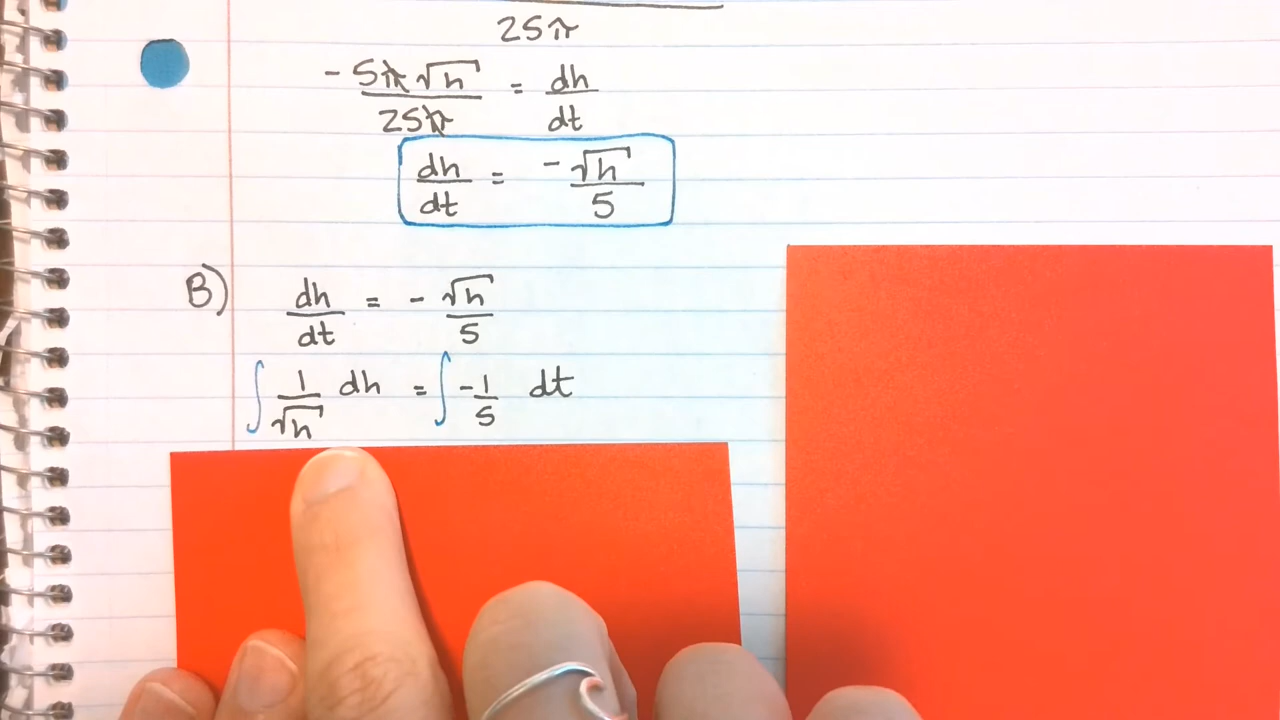 25π
-5π√h/25π = dh/dt
dh/dt = -√h/5
B) dh/dt = -√h/5
∫ 1/√h dh = ∫ -1/5 dt